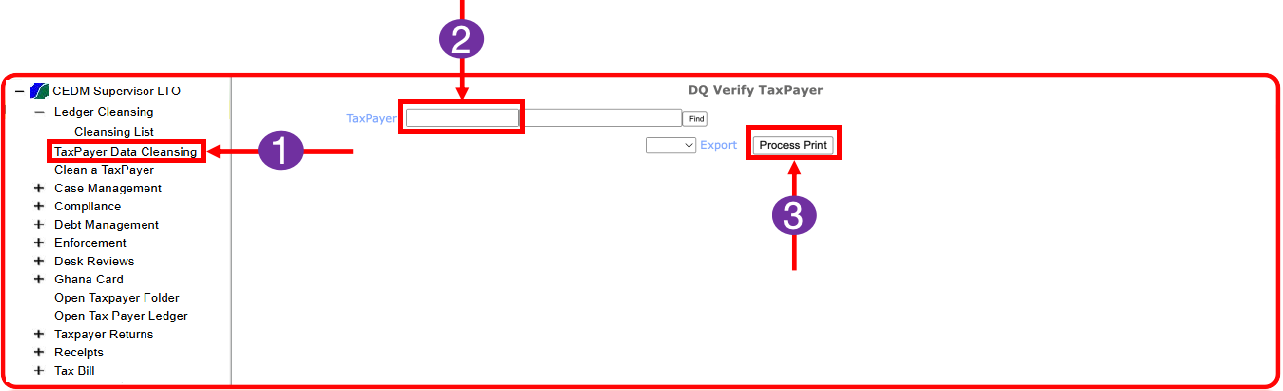 2
CEDM Supervisor LTO
Ledger Cleansing
Cleansing List
TaxPayer Data Cleansing
Clean a TaxPayer
Case Management
Compliance
Debt Management
Enforcement
Desk Reviews
Ghana Card
Open Taxpayer Folder
Open Tax Payer Ledger
Taxpayer Returns
Receipts
Tax Bill
1
DQ Verify TaxPayer
TaxPayer Find
Export Process Print
3